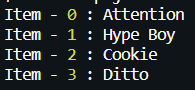 Item - 0 : Attention
Item - 1 : Hype Boy
Item - 2 : Cookie
Item - 3 : Ditto